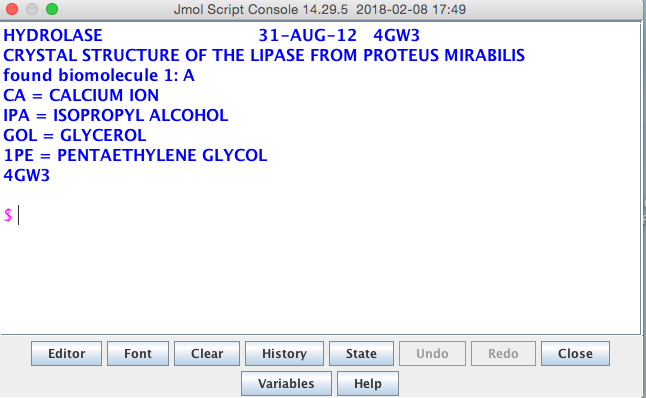 Jmol Script Console 14.29.5  2018-02-08 17:49
HYDROLASE                               31-AUG-12   4GW3
CRYSTAL STRUCTURE OF THE LIPASE FROM PROTEUS MIRABILIS
found biomolecule 1: A
CA = CALCIUM ION
IPA = ISOPROPYL ALCOHOL
GOL = GLYCEROL
1PE = PENTAETHYLENE GLYCOL
4GW3
$
Editor Font Clear History State Undo Redo Close
Variables Help